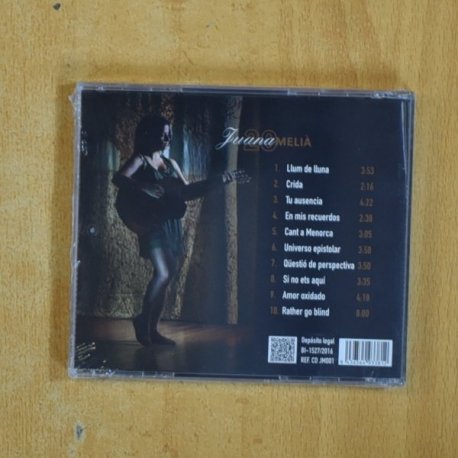 Juana 20 MELIÀ
1. Llum de lluna 3:53
2. Crida 2:16
3. Tu ausencia 4:22
4. En mis recuerdos 2:38
5. Cant a Menorca 3:05
6. Universo epistolar 3:58
7. Qüestió de perspectiva 3:50
8. Si no ets aquí 3:35
9. Amor oxidado 4:18
10. Rather go blind 8:00
Depósito legal
BI-1527/2016
REF. CD JM001